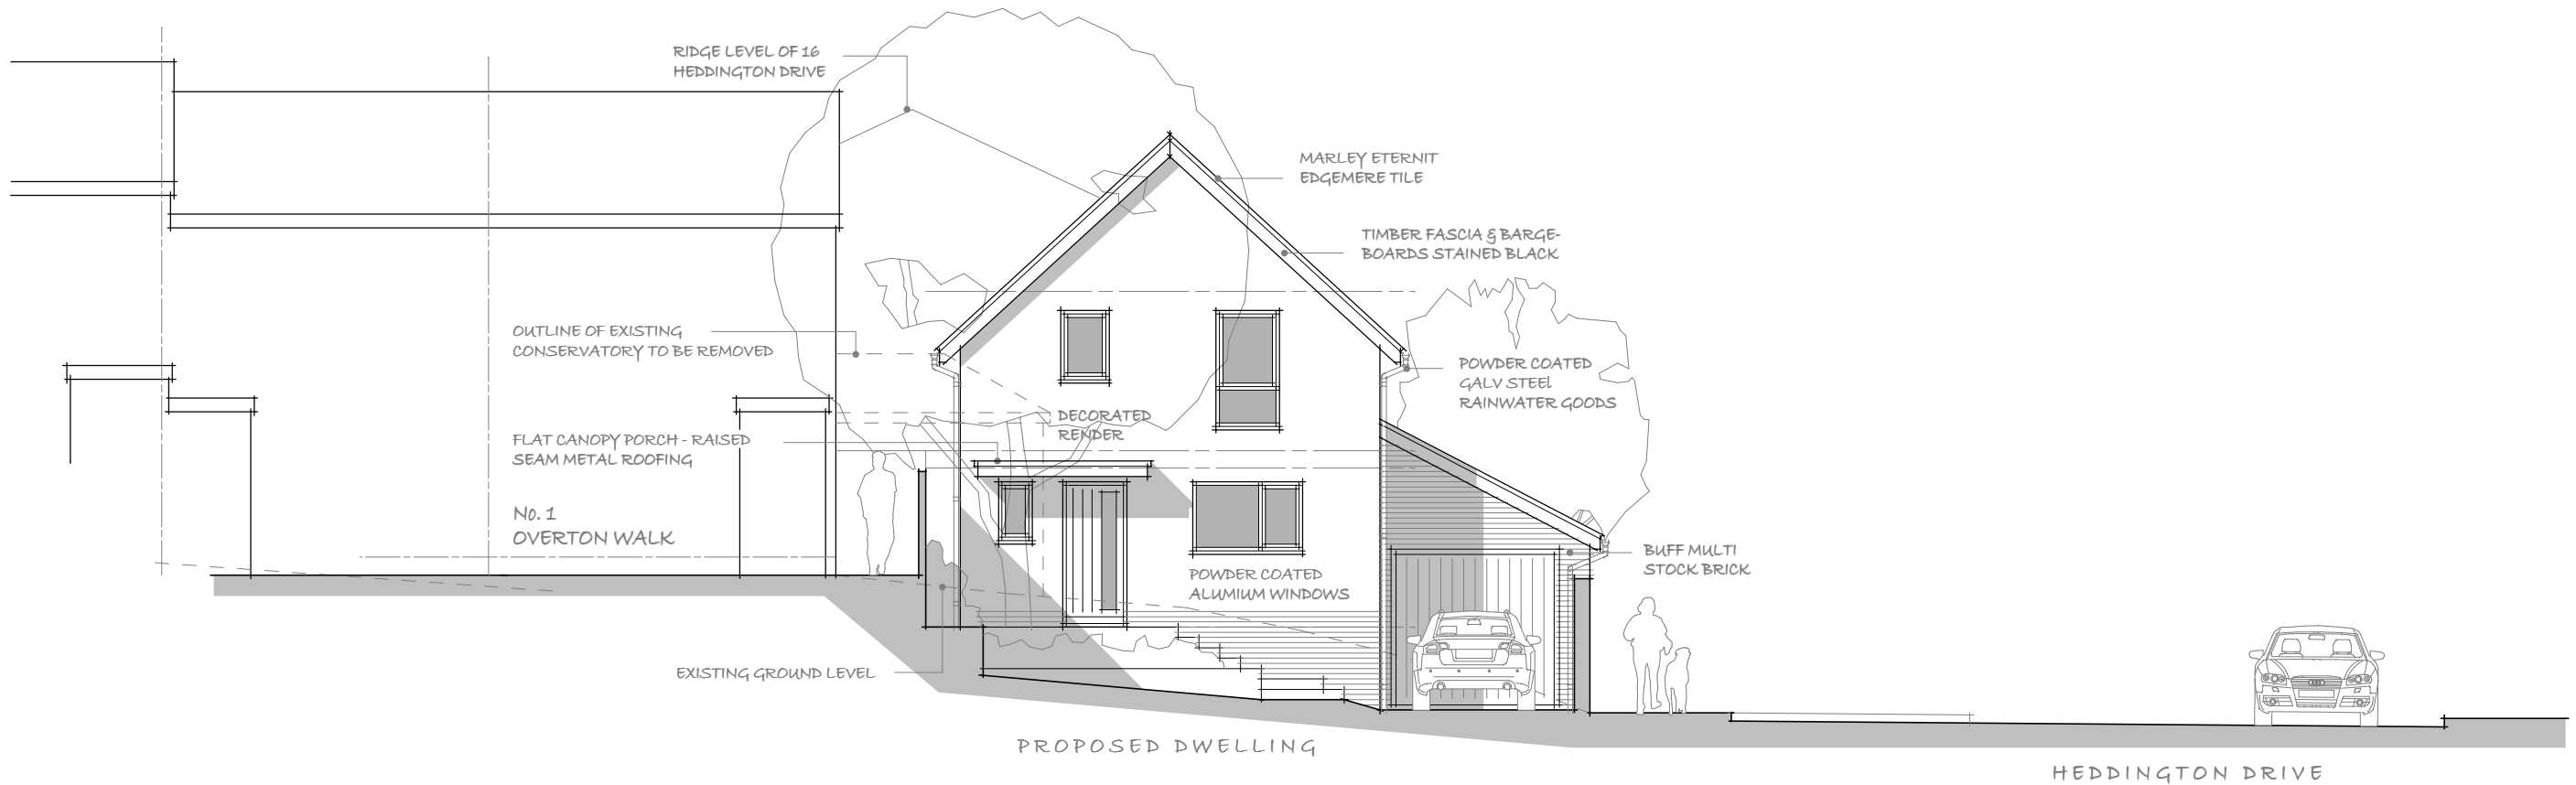 RIDGE LEVEL OF 16
HEDDINGTON DRIVE
MARLEY ETERNIT
EDGEMERE TILE
TIMBER FASCIA & BARGE-
BOARDS STAINED BLACK
OUTLINE OF EXISTING
CONSERVATORY TO BE REMOVED
POWDER COATED
GALV STEEl
RAINWATER GOODS
DECORATED
RENDER
FLAT CANOPY PORCH - RAISED
SEAM METAL ROOFING
No. 1
OVERTON WALK
BUFF MULTI
STOCK BRICK
POWDER COATED
ALUMIUM WINDOWS
EXISTING GROUND LEVEL
PROPOSED DWELLING
HEDDINGTON DRIVE